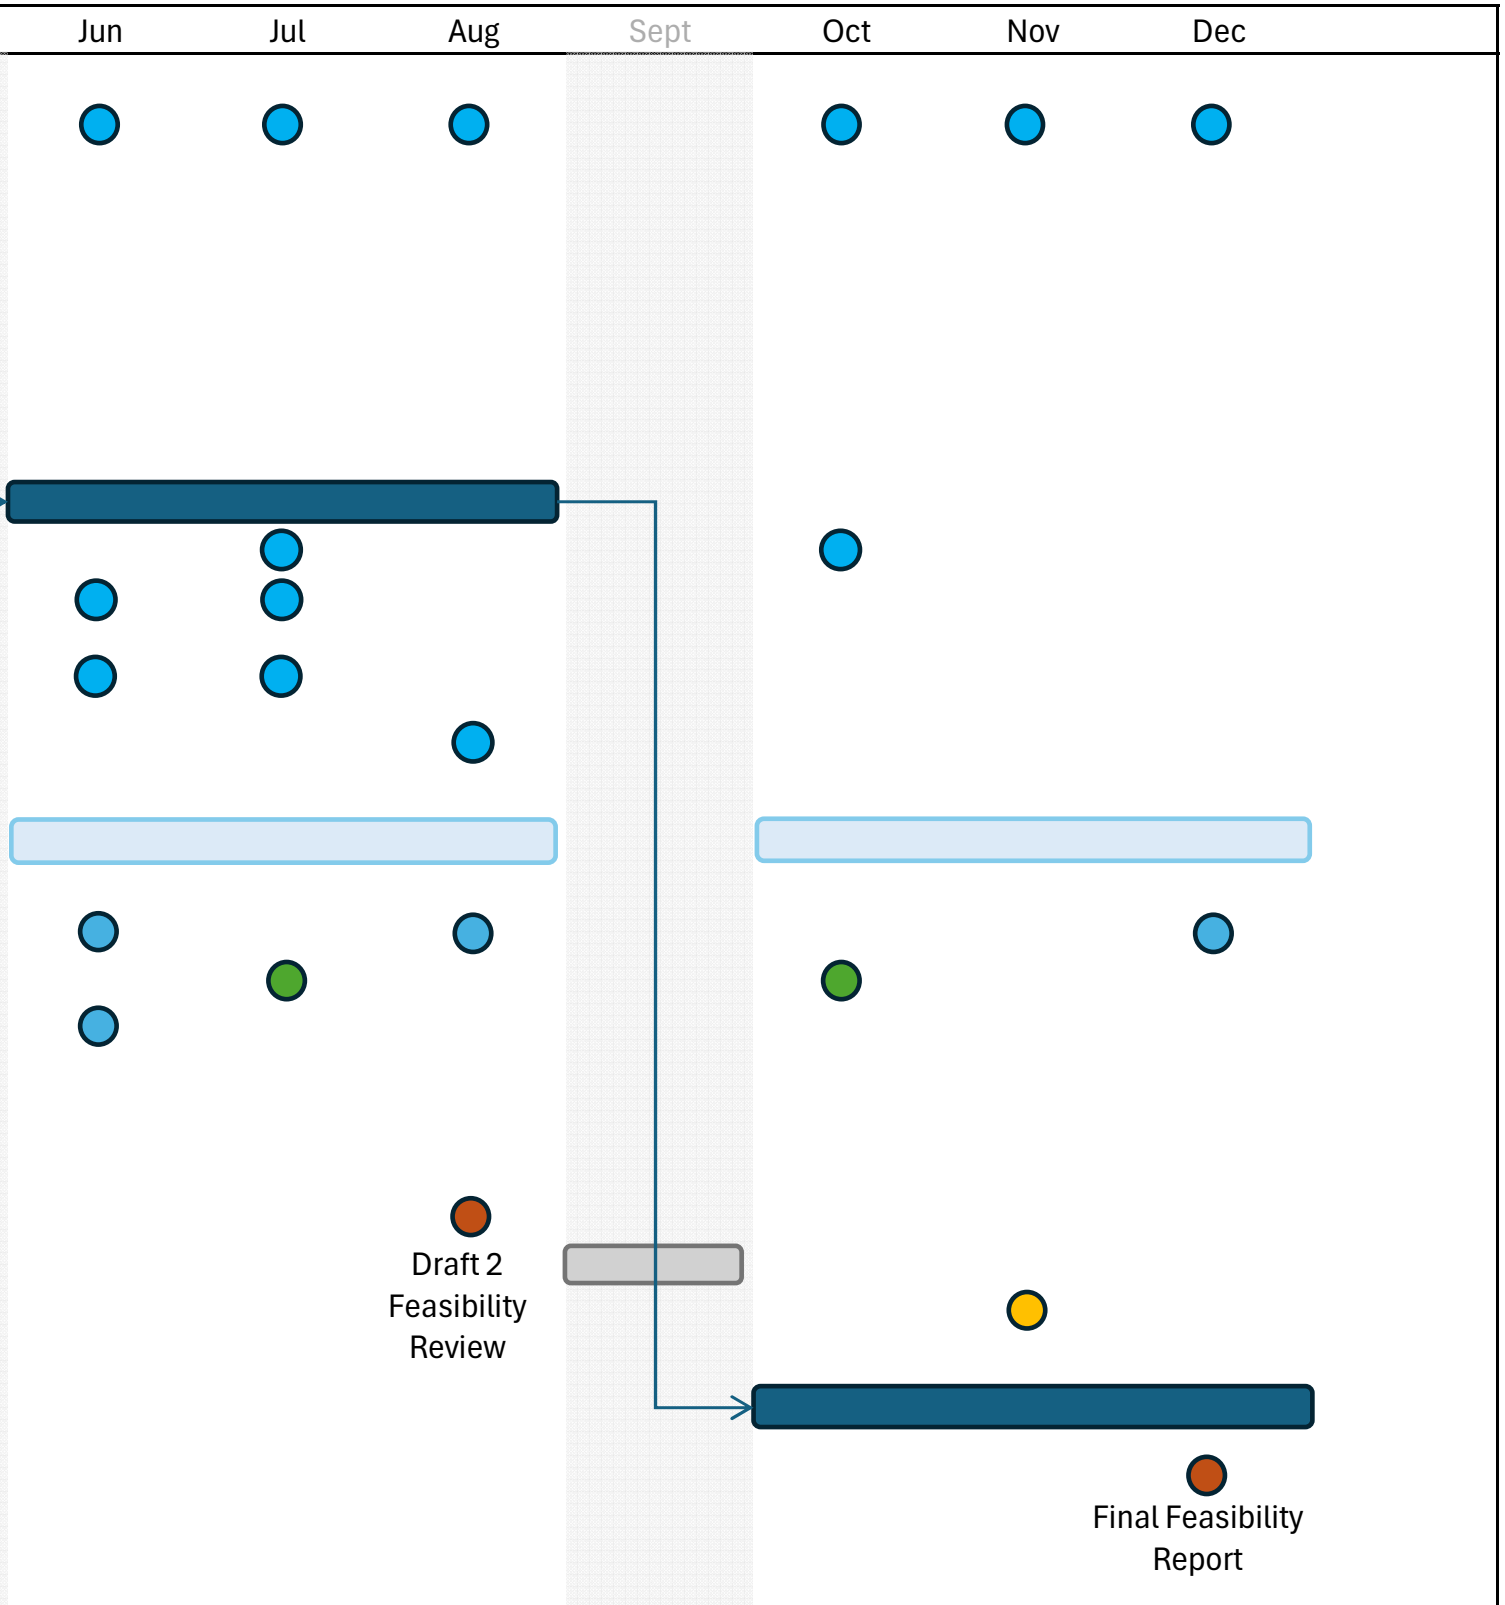 Jun Jul Aug Sept Oct Nov Dec
Draft 2
Feasibility
Review
Final Feasibility
Report